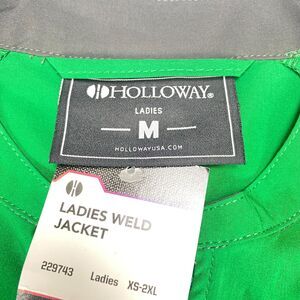 HOLLOWAY®
LADIES
M
HOLLOWAYUSA.COM
LADIES WELD
JACKET
229743 Ladies XS-2XL